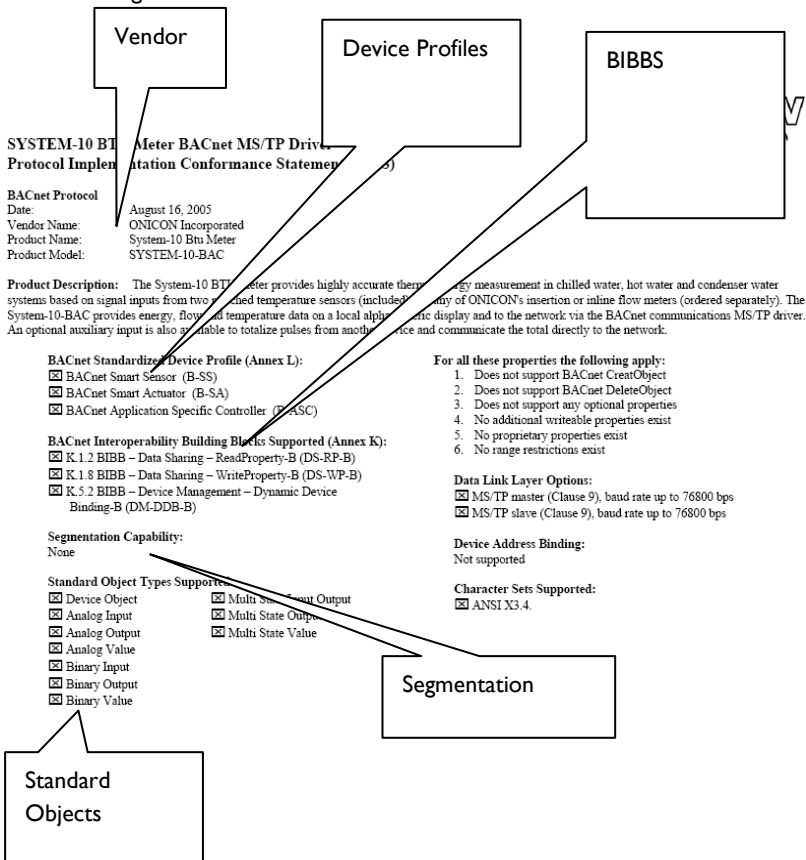 Vendor
Device Profiles
BIBBS
SYSTEM-10 BT Meter BACnet MS/TP Driv
Protocol Implem ntation Conformance Statemen S)
BACnet Protocol
Date: August 16, 2005
Vendor Name: ONICON Incorporated
Product Name: System-10 Btu Meter
Product Model: SYSTEM-10-BAC
Product Description: The System-10 BTU Meter provides highly accurate therm gy measurement in chilled water, hot water and condenser water
systems based on signal inputs from two m ched temperature sensors (included) any of ONICON's insertion or inline flow meters (ordered separately). The
System-10-BAC provides energy, flow and temperature data on a local alpha eric display and to the network via the BACnet communications MS/TP driver.
An optional auxiliary input is also av ilable to totalize pulses from anoth vice and communicate the total directly to the network.
BACnet Standardized Device Profile (Annex L):
☒ BACnet Smart Sensor (B-SS)
☒ BACnet Smart Actuator (B-SA)
☒ BACnet Application Specific Controller (B-ASC)
BACnet Interoperability Building Blocks Supported (Annex K):
☒ K.1.2 BIBB – Data Sharing – ReadProperty-B (DS-RP-B)
☒ K.1.8 BIBB – Data Sharing – WriteProperty-B (DS-WP-B)
☒ K.5.2 BIBB – Device Management – Dynamic Device
Binding-B (DM-DDB-B)
Segmentation Capability:
None
Standard Object Types Supported
☒ Device Object ☒ Multi State Input Output
☒ Analog Input ☒ Multi State Output
☒ Analog Output ☒ Multi State Value
☒ Analog Value
☒ Binary Input
☒ Binary Output
☒ Binary Value
For all these properties the following apply:
1. Does not support BACnet CreatObject
2. Does not support BACnet DeleteObject
3. Does not support any optional properties
4. No additional writeable properties exist
5. No proprietary properties exist
6. No range restrictions exist
Data Link Layer Options:
☒ MS/TP master (Clause 9), baud rate up to 76800 bps
☒ MS/TP slave (Clause 9), baud rate up to 76800 bps
Device Address Binding:
Not supported
Character Sets Supported:
☒ ANSI X3.4.
Segmentation
Standard
Objects